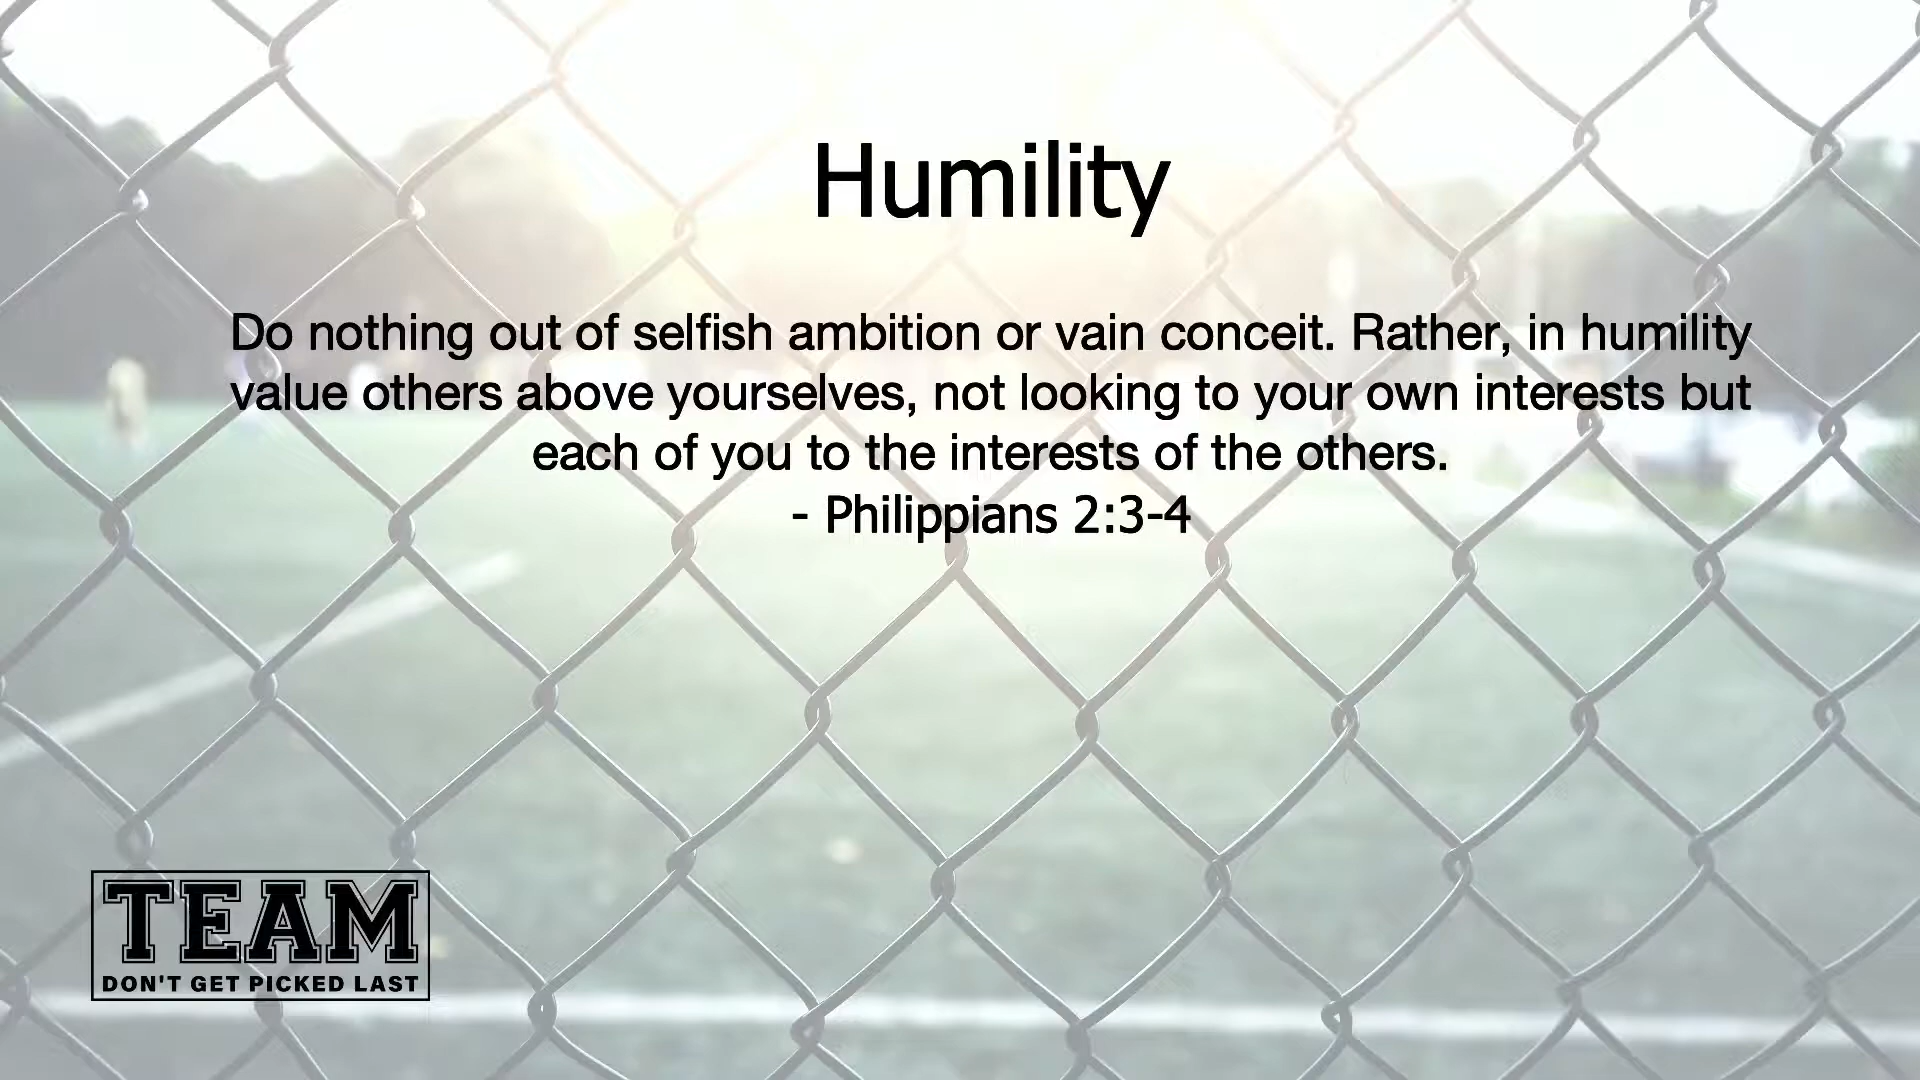 Humility
Do nothing out of selfish ambition or vain conceit. Rather, in humility
value others above yourselves, not looking to your own interests but
each of you to the interests of the others.
- Philippians 2:3-4
TEAM
DON'T GET PICKED LAST